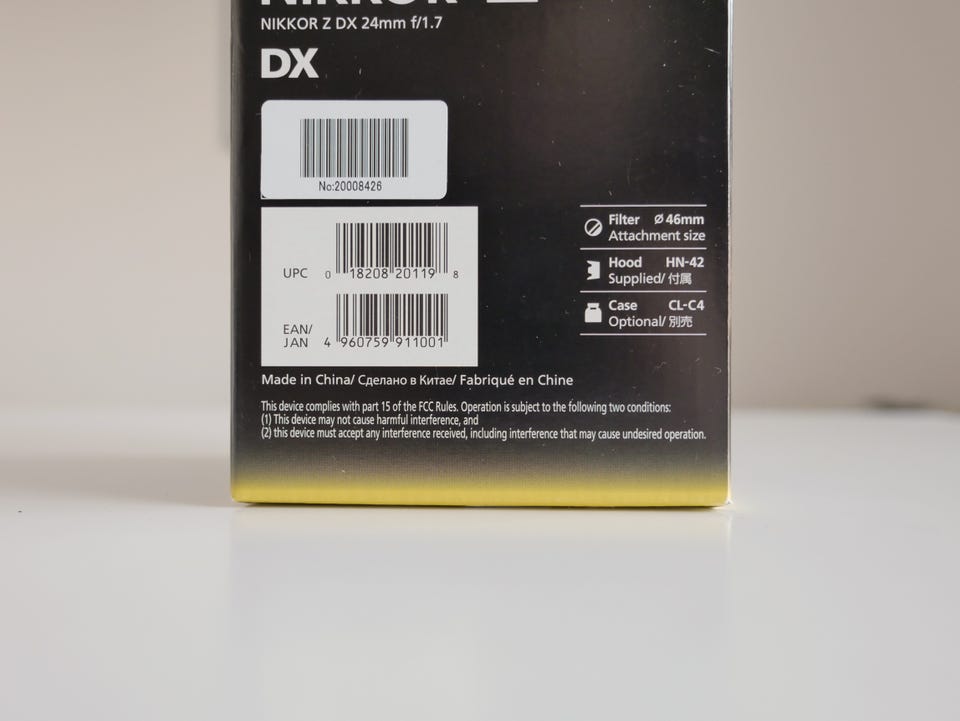 NIKKOR Z
NIKKOR Z DX 24mm f/1.7
DX
No:20008426
UPC 0 18208 20119 8
EAN/
JAN 4 960759 911001
Filter ⌀46mm
Attachment size
Hood HN-42
Supplied/ 付属
Case CL-C4
Optional/ 別売
Made in China/ Сделано в Китае/ Fabriqué en Chine
This device complies with part 15 of the FCC Rules. Operation is subject to the following two conditions:
(1) This device may not cause harmful interference, and
(2) this device must accept any interference received, including interference that may cause undesired operation.